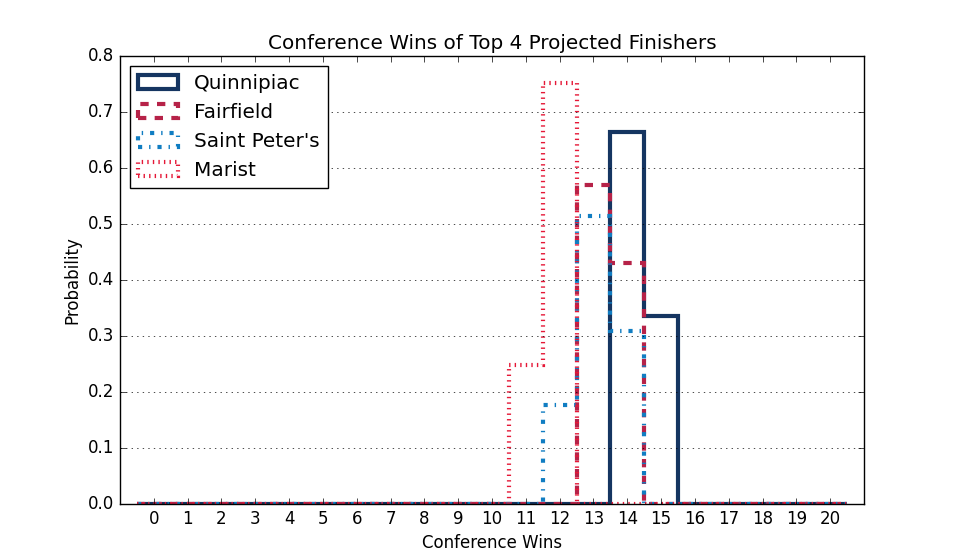 Conference Wins of Top 4 Projected Finishers
Quinnipiac
Fairfield
Saint Peter's
Marist
Probability
0.8
0.7
0.6
0.5
0.4
0.3
0.2
0.1
0.0
0 1 2 3 4 5 6 7 8 9 10 11 12 13 14 15 16 17 18 19 20
Conference Wins